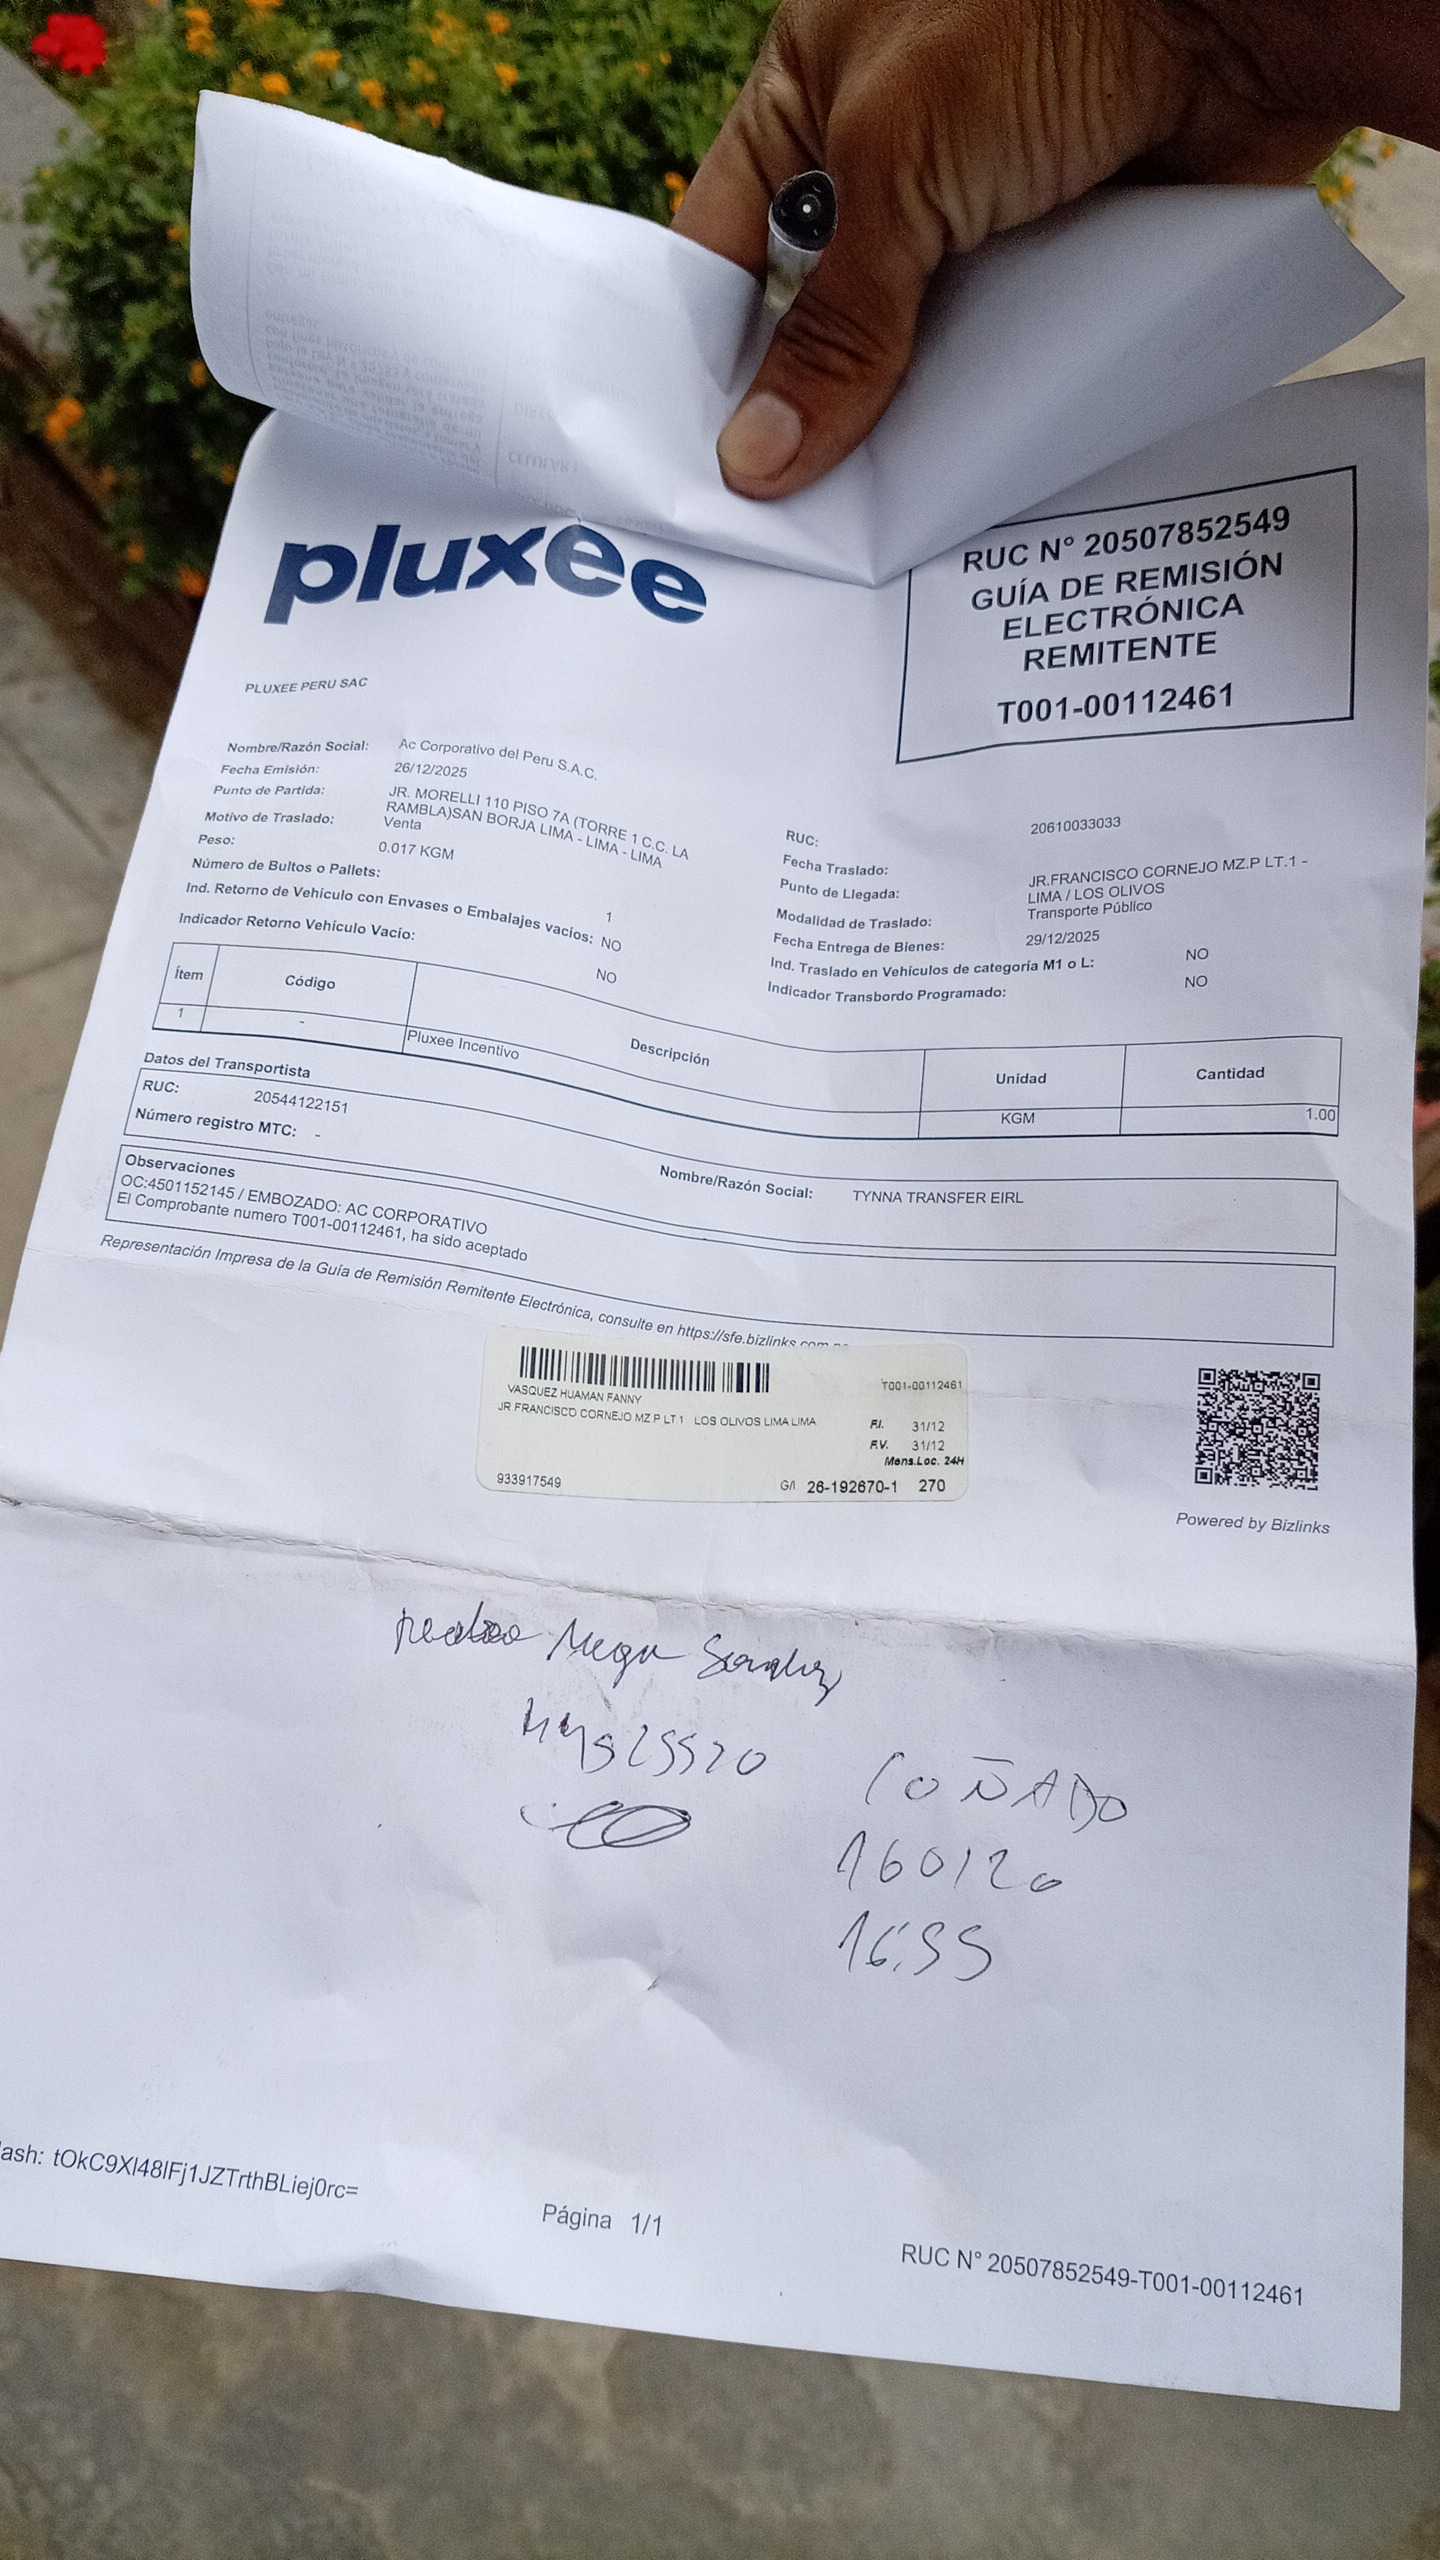 pluxee
RUC N° 20507852549
GUÍA DE REMISIÓN
ELECTRÓNICA
REMITENTE
T001-00112461
PLUXEE PERU SAC
Nombre/Razón Social: Ac Corporativo del Peru S.A.C.
Fecha Emisión: 26/12/2025
Punto de Partida: JR. MORELLI 110 PISO 7A (TORRE 1 C.C. LA
RAMBLA)SAN BORJA LIMA - LIMA - LIMA
Motivo de Traslado: Venta
Peso: 0.017 KGM
Número de Bultos o Pallets: 1
Ind. Retorno de Vehículo con Envases o Embalajes vacios: NO
Indicador Retorno Vehículo Vacio: NO
RUC: 20610033033
Fecha Traslado:
Punto de Llegada: JR.FRANCISCO CORNEJO MZ.P LT.1 -
LIMA / LOS OLIVOS
Modalidad de Traslado: Transporte Público
Fecha Entrega de Bienes: 29/12/2025
Ind. Traslado en Vehículos de categoría M1 o L: NO
Indicador Transbordo Programado: NO
Ítem Código Descripción Unidad Cantidad
1 - Pluxee Incentivo KGM 1.00
Datos del Transportista
RUC: 20544122151
Nombre/Razón Social: TYNNA TRANSFER EIRL
Número registro MTC: -
Observaciones
OC:4501152145 / EMBOZADO: AC CORPORATIVO
El Comprobante numero T001-00112461, ha sido aceptado
Representación Impresa de la Guía de Remisión Remitente Electrónica, consulte en https://sfe.bizlinks.com
T001-00112461
VASQUEZ HUAMAN FANNY
JR FRANCISCO CORNEJO MZ P LT 1 LOS OLIVOS LIMA LIMA
F.I. 31/12
F.V. 31/12
Mens.Loc. 24H
933917549
G/I 26-192670-1 270
Powered by Bizlinks
COÑADO
160120
16:55
ash: tOkC9Xl48lFj1JZTrthBLiej0rc=
Página 1/1
RUC N° 20507852549-T001-00112461